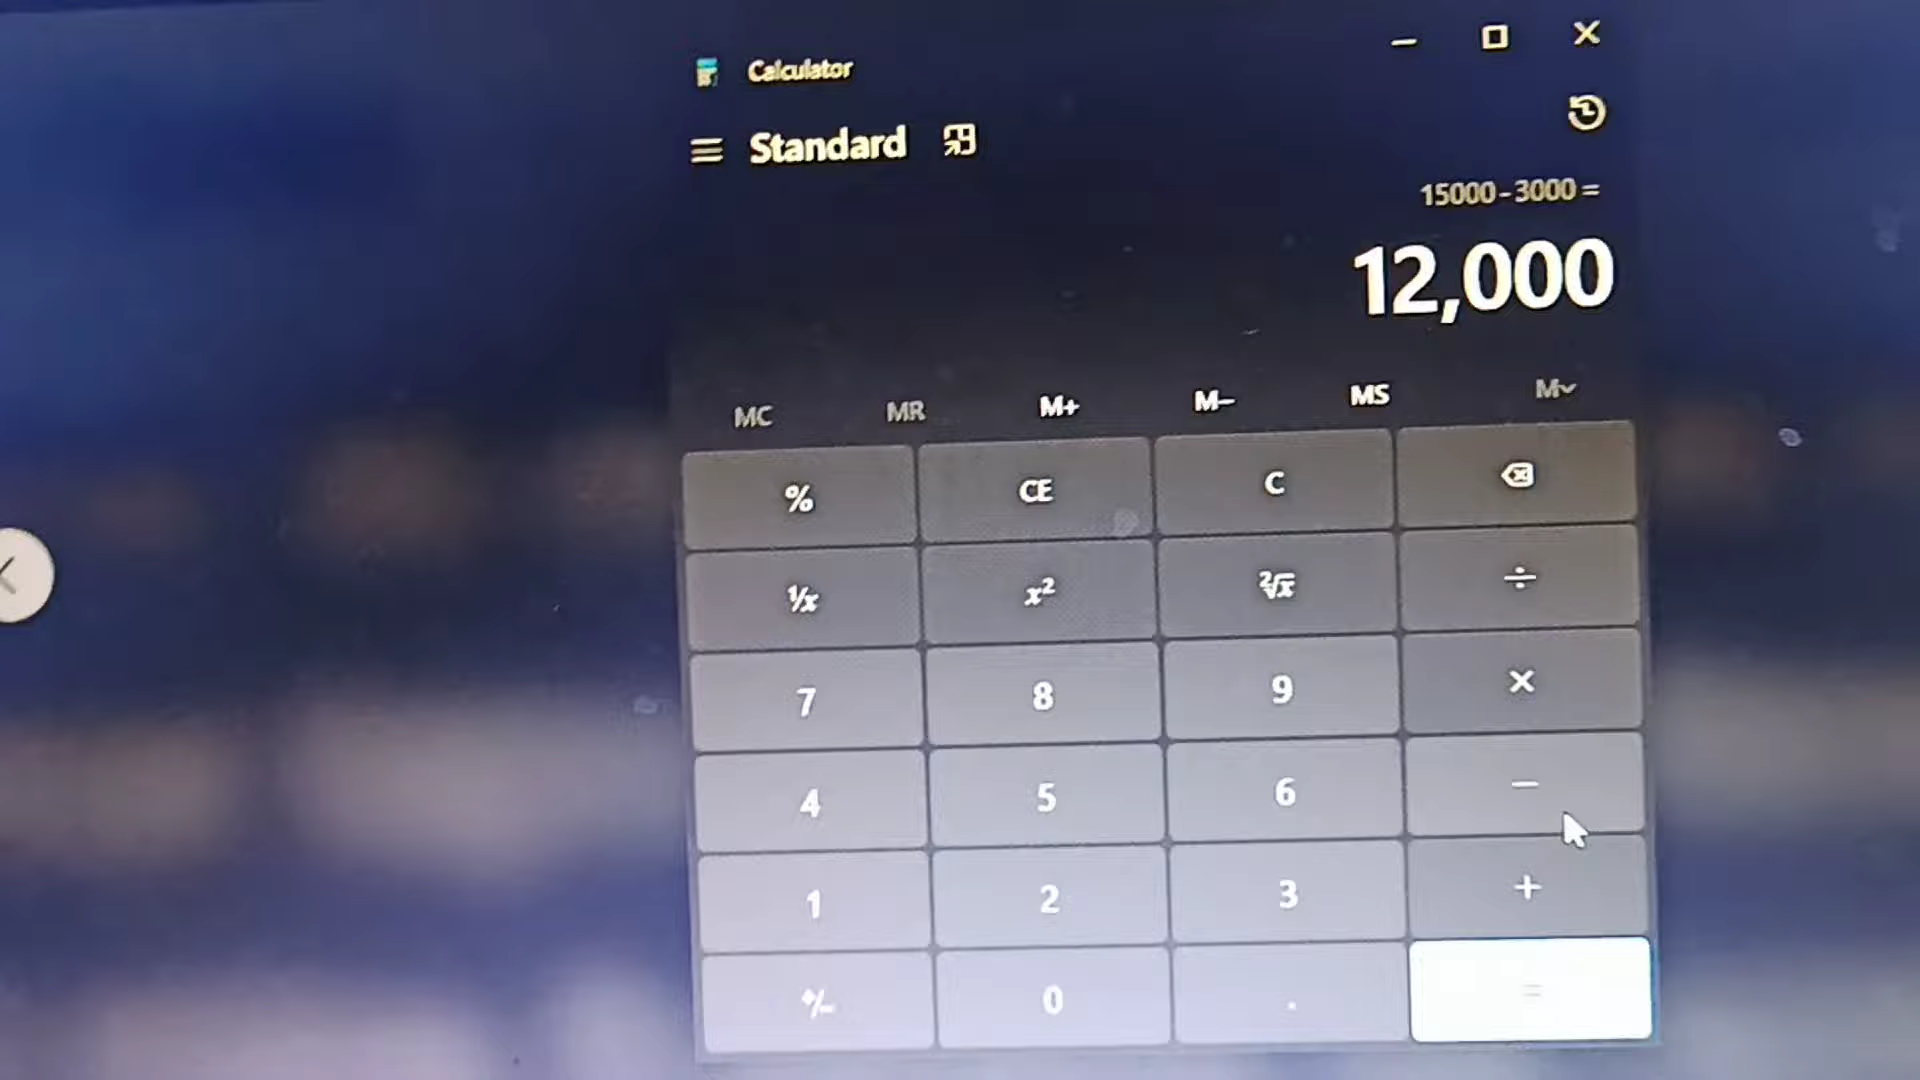 Calculator
Standard
15000 - 3000 =
12,000
MC MR M+ M- MS M
% CE C
1/x x² ²√x ÷
7 8 9 ×
4 5 6 −
1 2 3 +
+/- 0 . =